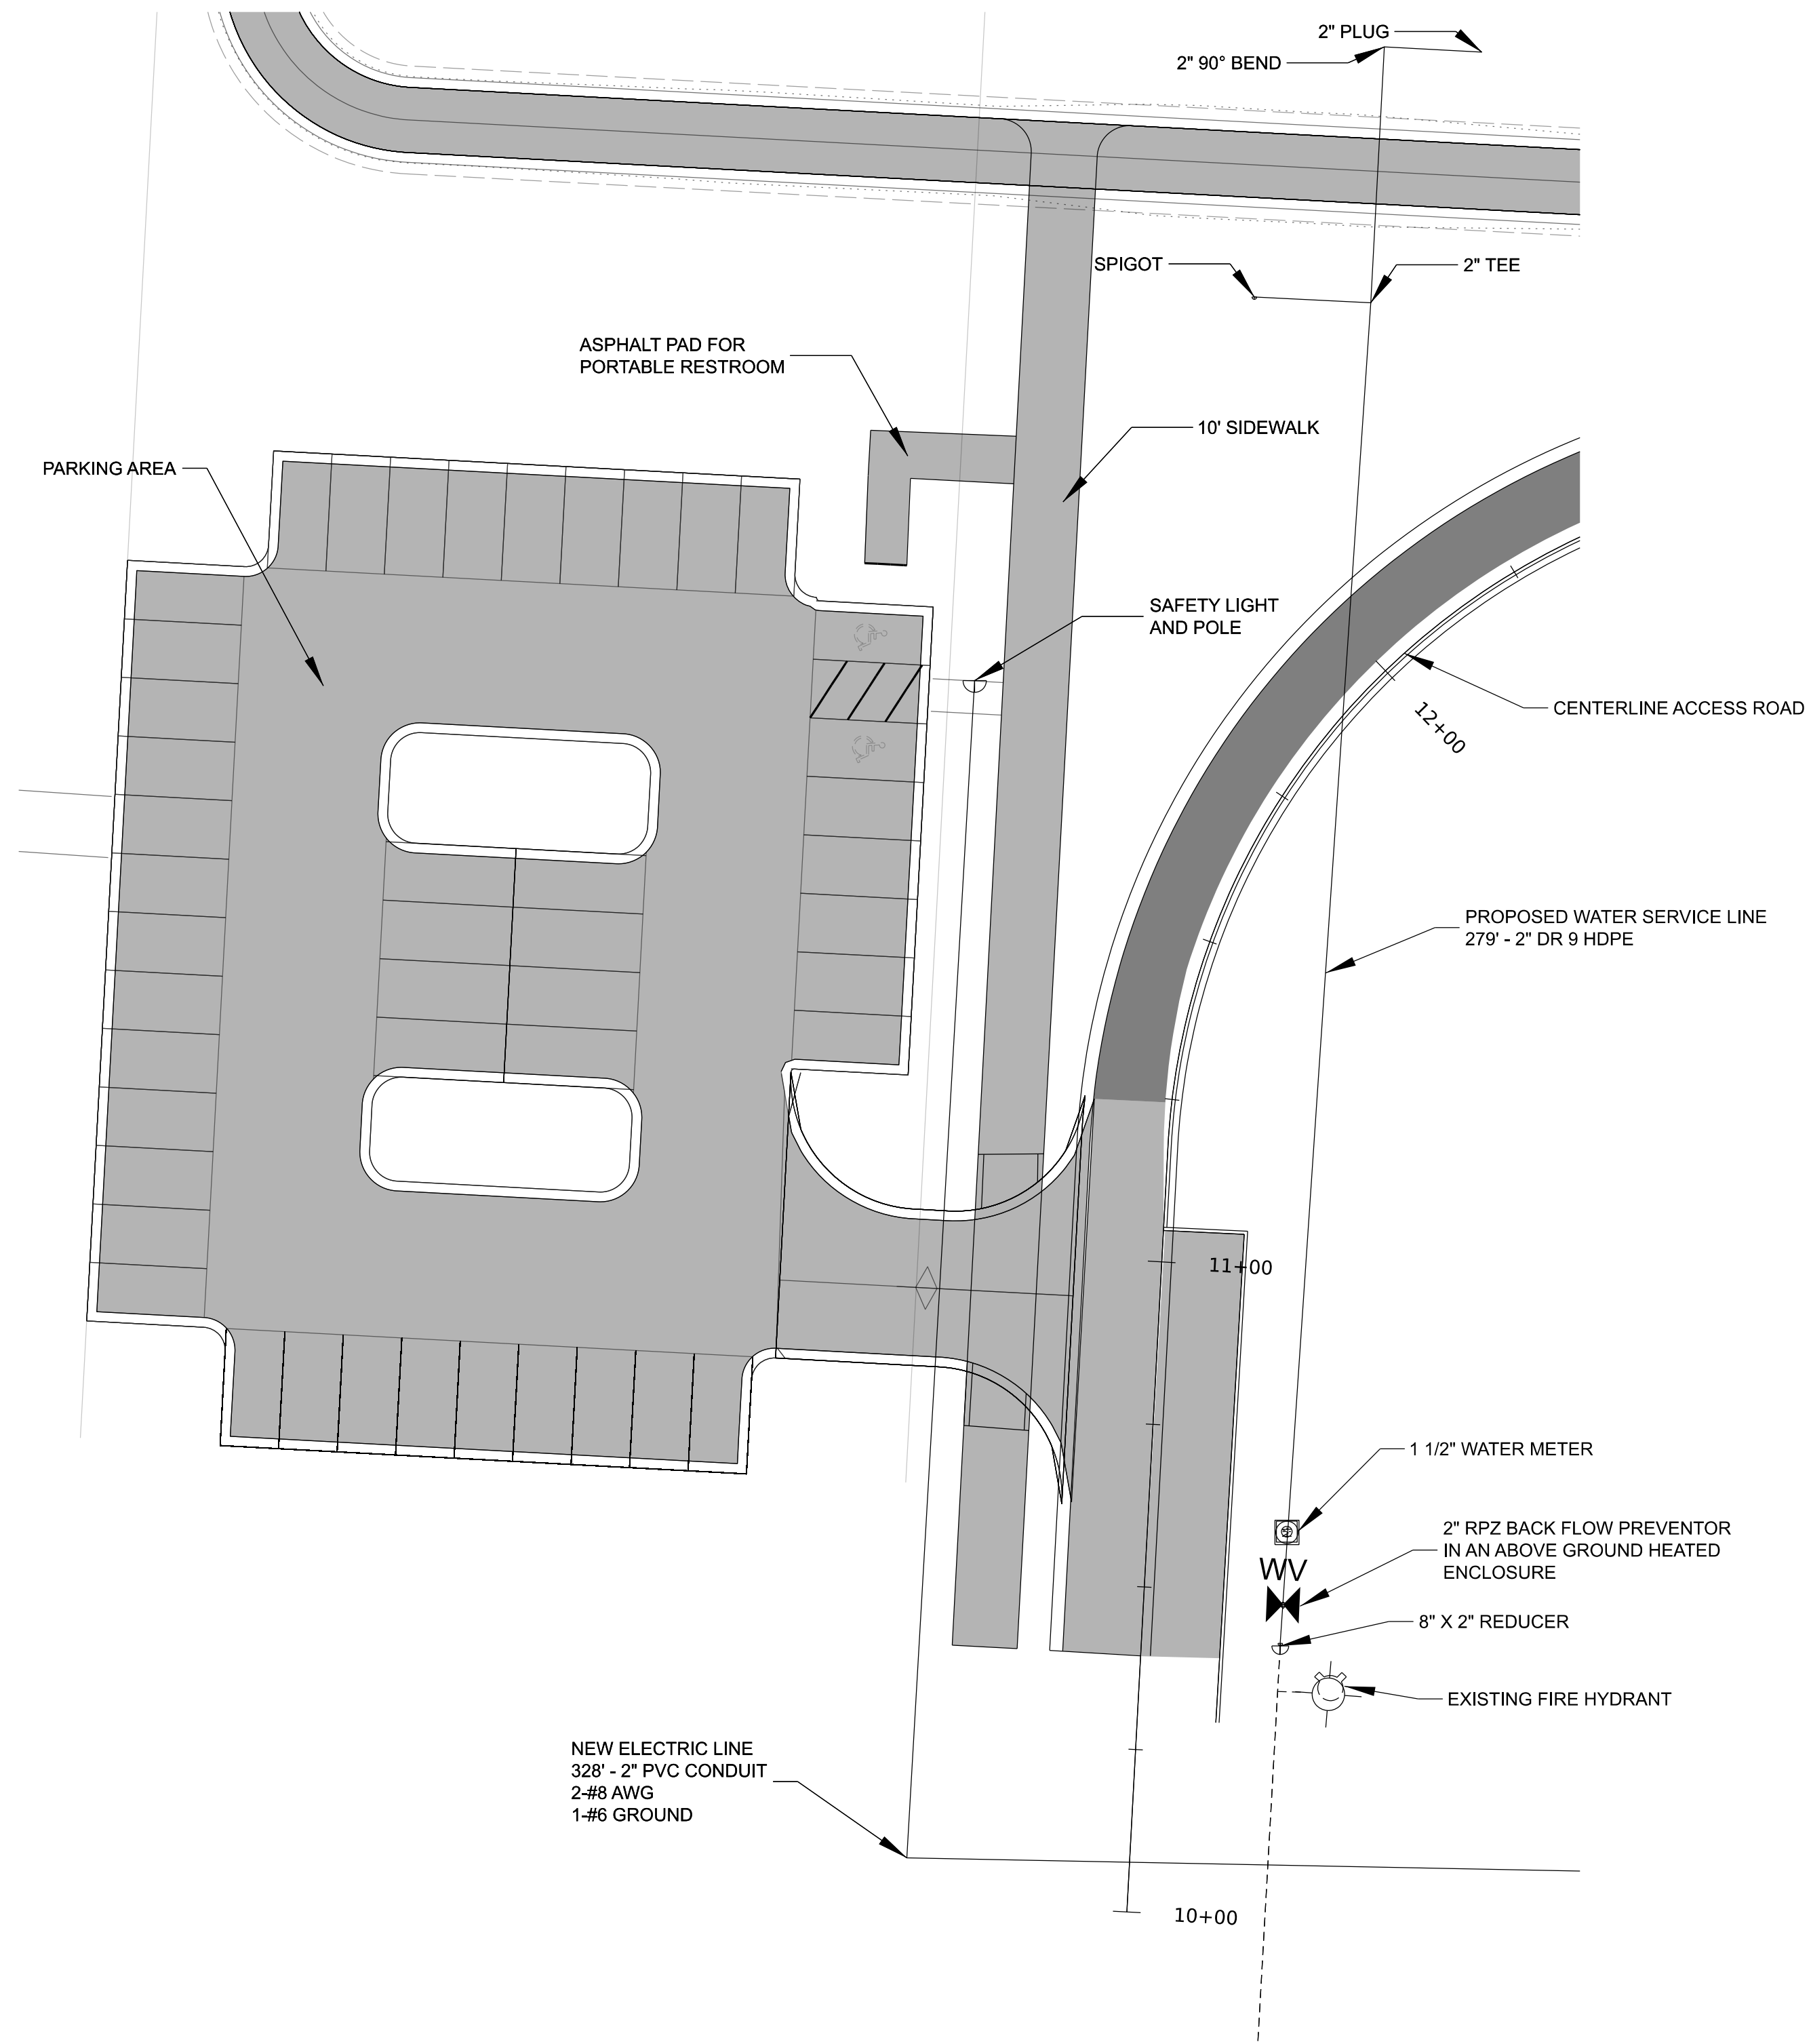 2" PLUG
2" 90° BEND
SPIGOT
2" TEE
ASPHALT PAD FOR
PORTABLE RESTROOM
10' SIDEWALK
PARKING AREA
SAFETY LIGHT
AND POLE
CENTERLINE ACCESS ROAD
12+00
PROPOSED WATER SERVICE LINE
279' - 2" DR 9 HDPE
11+00
1 1/2" WATER METER
2" RPZ BACK FLOW PREVENTOR
IN AN ABOVE GROUND HEATED
ENCLOSURE
WV
8" X 2" REDUCER
EXISTING FIRE HYDRANT
NEW ELECTRIC LINE
328' - 2" PVC CONDUIT
2-#8 AWG
1-#6 GROUND
10+00